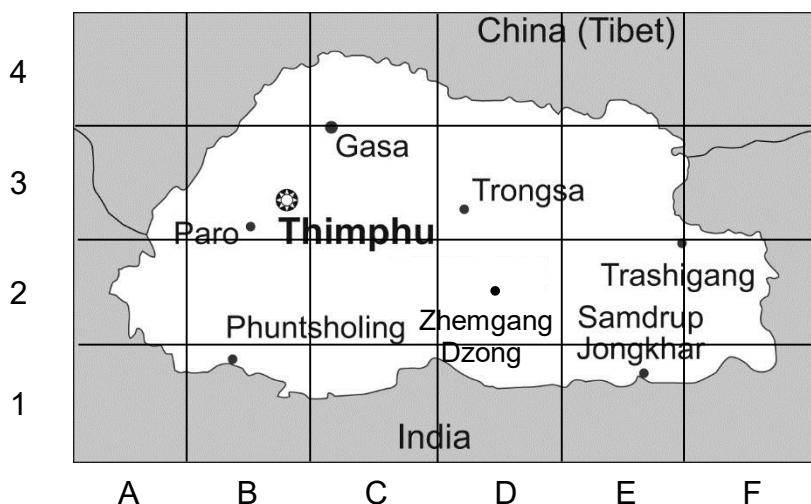 China (Tibet)
4
Gasa
3
Trongsa
Paro
Thimphu
Trashigang
2
Zhemgang
Dzong
Samdrup
Jongkhar
Phuntsholing
1
India
A B C D E F